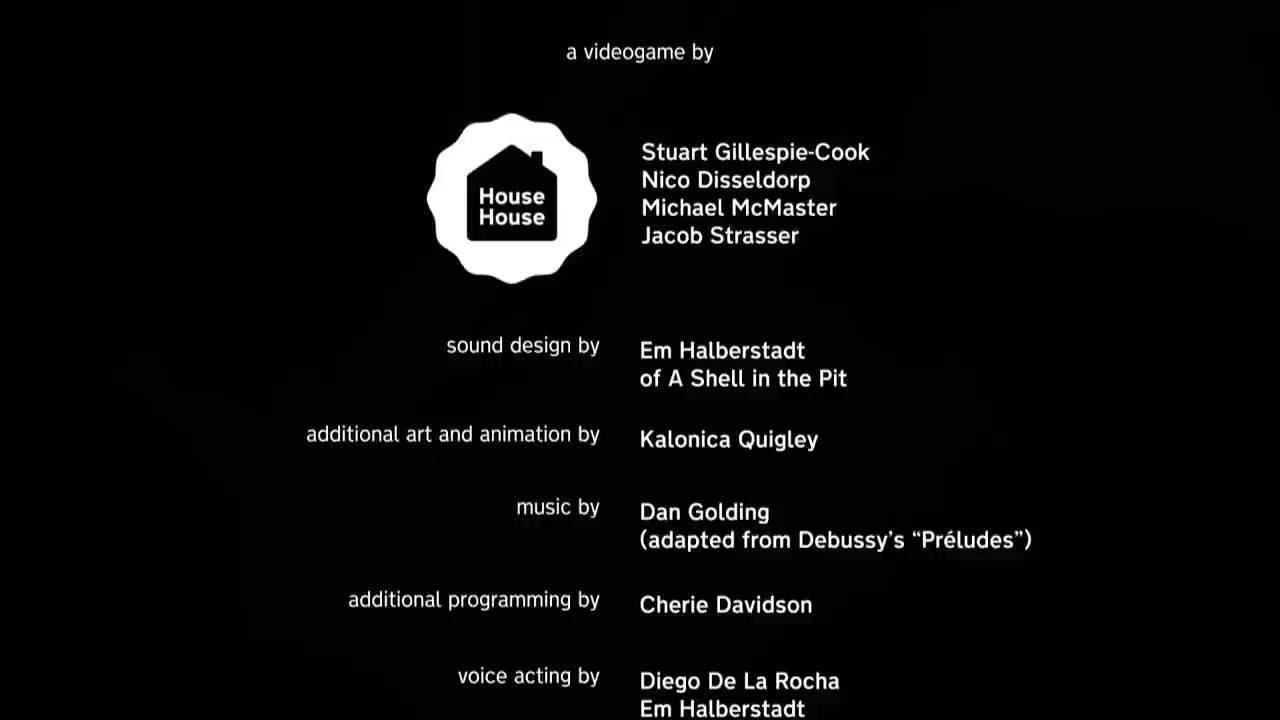 a videogame by
House
House
Stuart Gillespie-Cook
Nico Disseldorp
Michael McMaster
Jacob Strasser
sound design by
Em Halberstadt
of A Shell in the Pit
additional art and animation by
Kalonica Quigley
music by
Dan Golding
(adapted from Debussy’s “Préludes”)
additional programming by
Cherie Davidson
voice acting by
Diego De La Rocha
Em Halberstadt